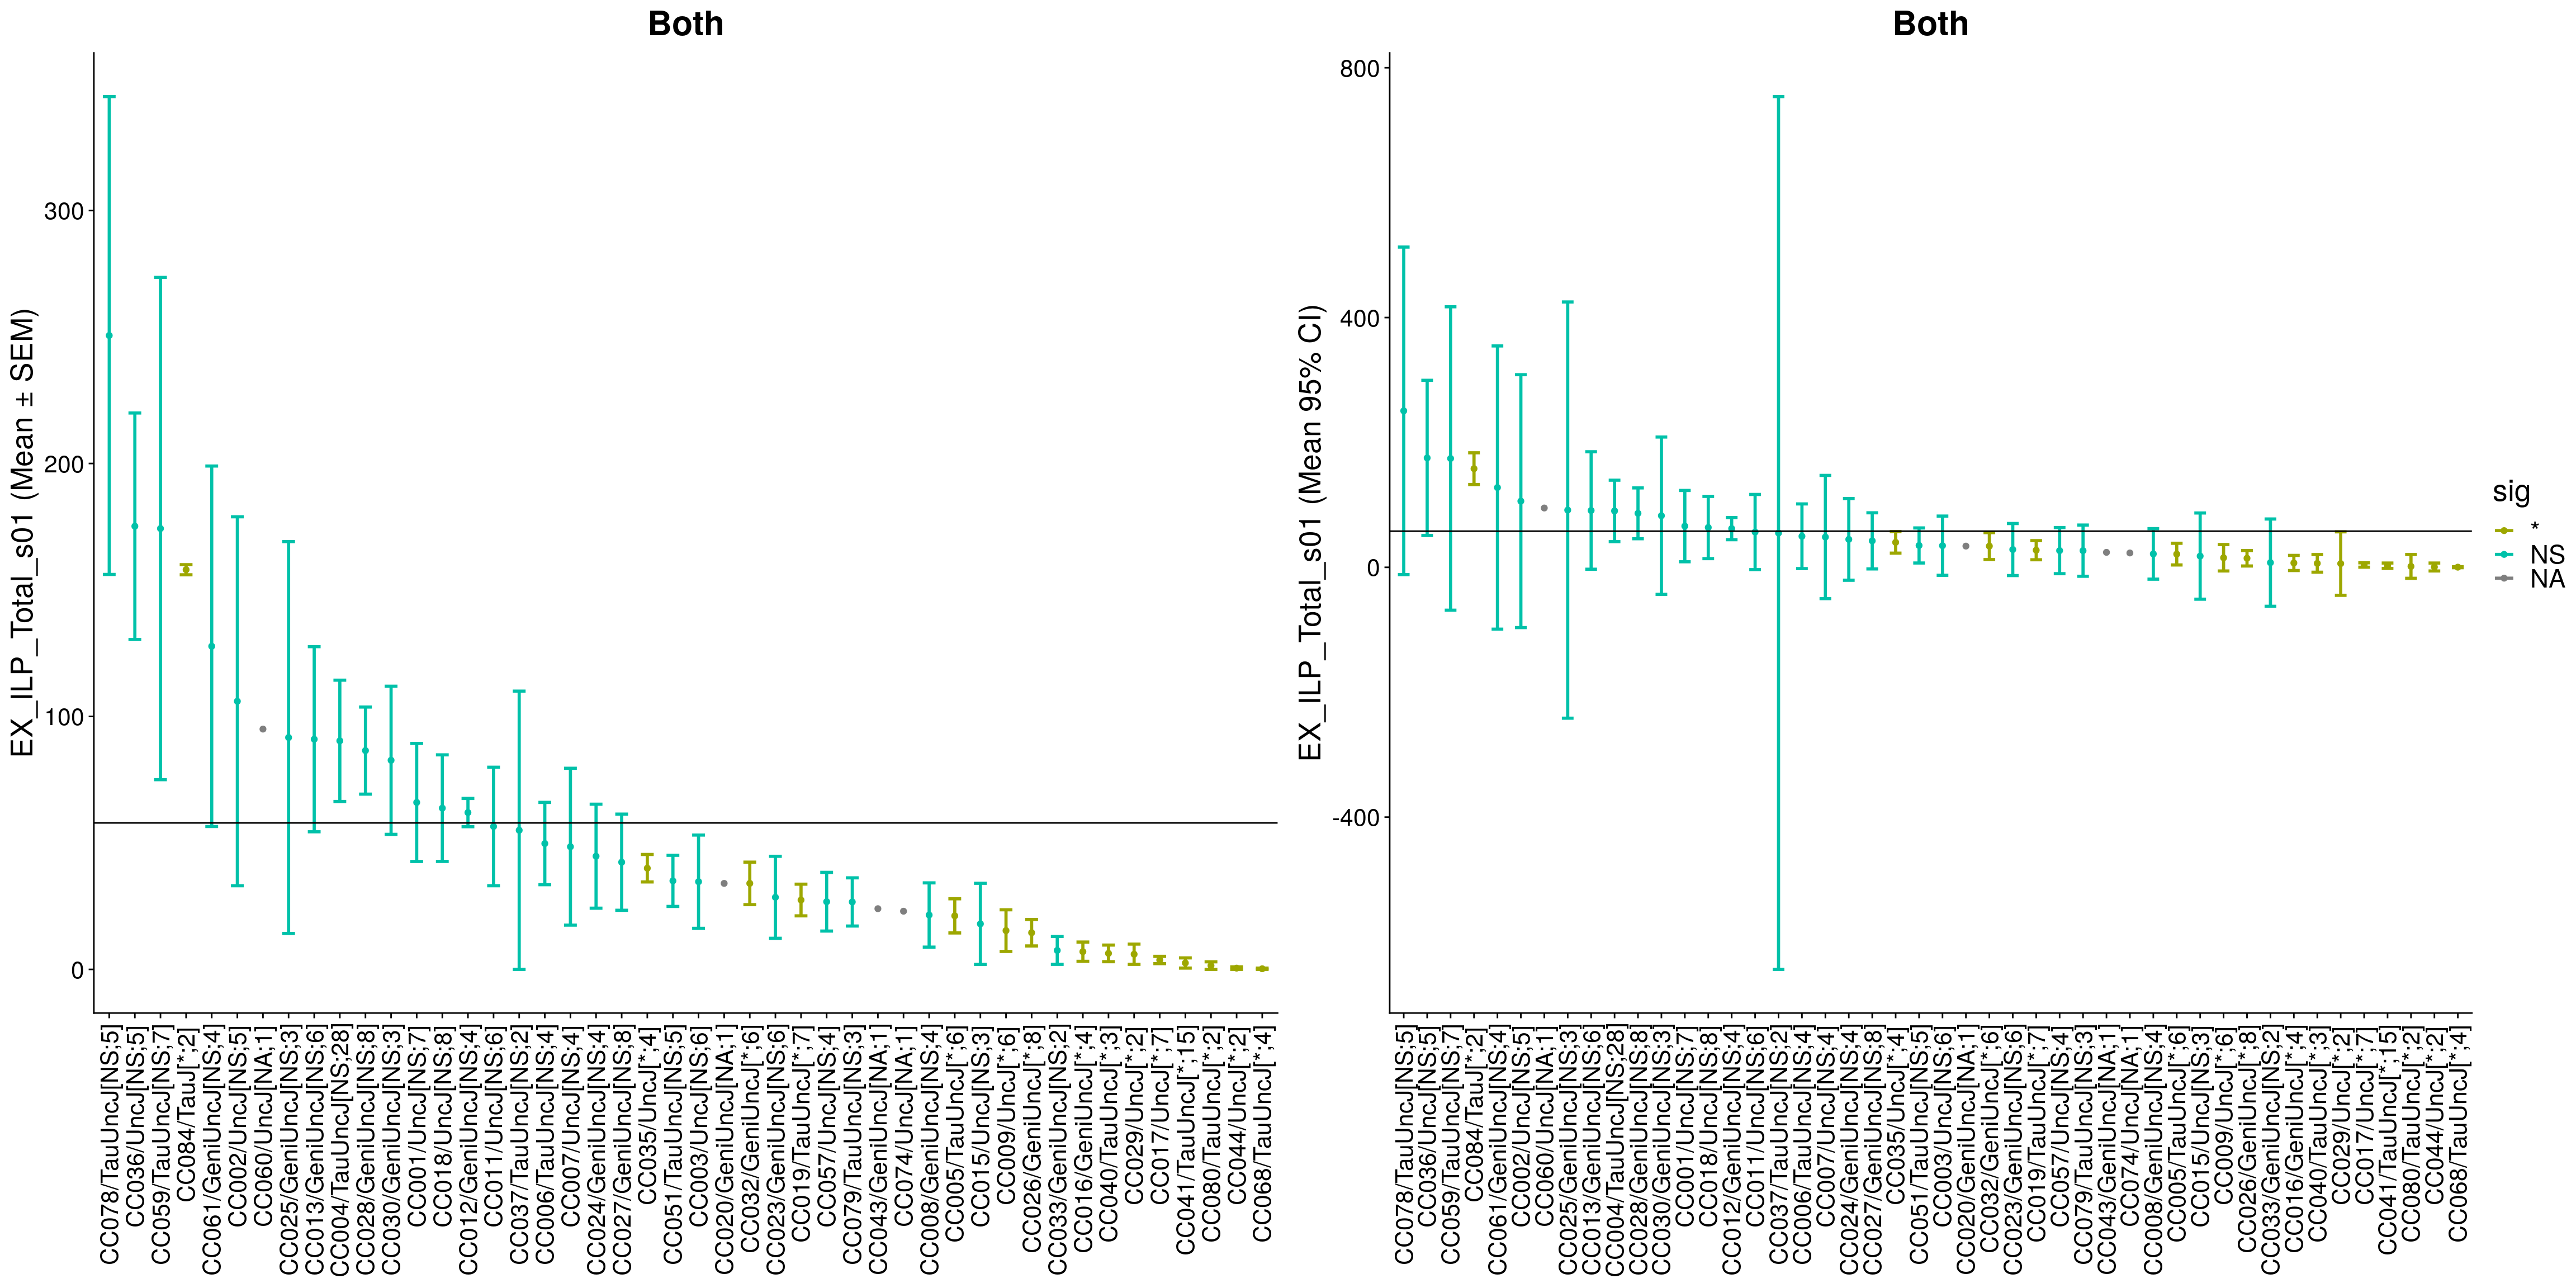 Both
EX_ILP_Total_s01 (Mean ± SEM)
300
200
100
0
CC078/TauUncJ[NS;5]
CC036/UncJ[NS;5]
CC059/TauUncJ[NS;7]
CC084/TauJ[*;2]
CC061/GeniUncJ[NS;4]
CC002/UncJ[NS;5]
CC060/UncJ[NA;1]
CC025/GeniUncJ[NS;3]
CC013/GeniUncJ[NS;6]
CC004/TauUncJ[NS;28]
CC028/GeniUncJ[NS;8]
CC030/GeniUncJ[NS;3]
CC001/UncJ[NS;7]
CC018/UncJ[NS;8]
CC012/GeniUncJ[NS;4]
CC011/UncJ[NS;6]
CC037/TauUncJ[NS;2]
CC006/TauUncJ[NS;4]
CC007/UncJ[NS;4]
CC024/GeniUncJ[NS;4]
CC027/GeniUncJ[NS;8]
CC035/UncJ[*;4]
CC051/TauUncJ[NS;5]
CC003/UncJ[NS;6]
CC020/GeniUncJ[NA;1]
CC032/GeniUncJ[*;6]
CC023/GeniUncJ[NS;6]
CC019/TauUncJ[*;7]
CC057/UncJ[NS;4]
CC079/TauUncJ[NS;3]
CC043/GeniUncJ[NA;1]
CC074/UncJ[NA;1]
CC008/GeniUncJ[NS;4]
CC005/TauUncJ[*;6]
CC015/UncJ[NS;3]
CC009/UncJ[*;6]
CC026/GeniUncJ[*;8]
CC033/GeniUncJ[NS;2]
CC016/GeniUncJ[*;4]
CC040/TauUncJ[*;3]
CC029/UncJ[*;2]
CC017/UncJ[*;7]
CC041/TauUncJ[*;15]
CC080/TauUncJ[*;2]
CC044/UncJ[*;2]
CC068/TauUncJ[*;4]
Both
EX_ILP_Total_s01 (Mean 95% CI)
800
400
0
-400
CC078/TauUncJ[NS;5]
CC036/UncJ[NS;5]
CC059/TauUncJ[NS;7]
CC084/TauJ[*;2]
CC061/GeniUncJ[NS;4]
CC002/UncJ[NS;5]
CC060/UncJ[NA;1]
CC025/GeniUncJ[NS;3]
CC013/GeniUncJ[NS;6]
CC004/TauUncJ[NS;28]
CC028/GeniUncJ[NS;8]
CC030/GeniUncJ[NS;3]
CC001/UncJ[NS;7]
CC018/UncJ[NS;8]
CC012/GeniUncJ[NS;4]
CC011/UncJ[NS;6]
CC037/TauUncJ[NS;2]
CC006/TauUncJ[NS;4]
CC007/UncJ[NS;4]
CC024/GeniUncJ[NS;4]
CC027/GeniUncJ[NS;8]
CC035/UncJ[*;4]
CC051/TauUncJ[NS;5]
CC003/UncJ[NS;6]
CC020/GeniUncJ[NA;1]
CC032/GeniUncJ[*;6]
CC023/GeniUncJ[NS;6]
CC019/TauUncJ[*;7]
CC057/UncJ[NS;4]
CC079/TauUncJ[NS;3]
CC043/GeniUncJ[NA;1]
CC074/UncJ[NA;1]
CC008/GeniUncJ[NS;4]
CC005/TauUncJ[*;6]
CC015/UncJ[NS;3]
CC009/UncJ[*;6]
CC026/GeniUncJ[*;8]
CC033/GeniUncJ[NS;2]
CC016/GeniUncJ[*;4]
CC040/TauUncJ[*;3]
CC029/UncJ[*;2]
CC017/UncJ[*;7]
CC041/TauUncJ[*;15]
CC080/TauUncJ[*;2]
CC044/UncJ[*;2]
CC068/TauUncJ[*;4]
sig
*
NS
NA